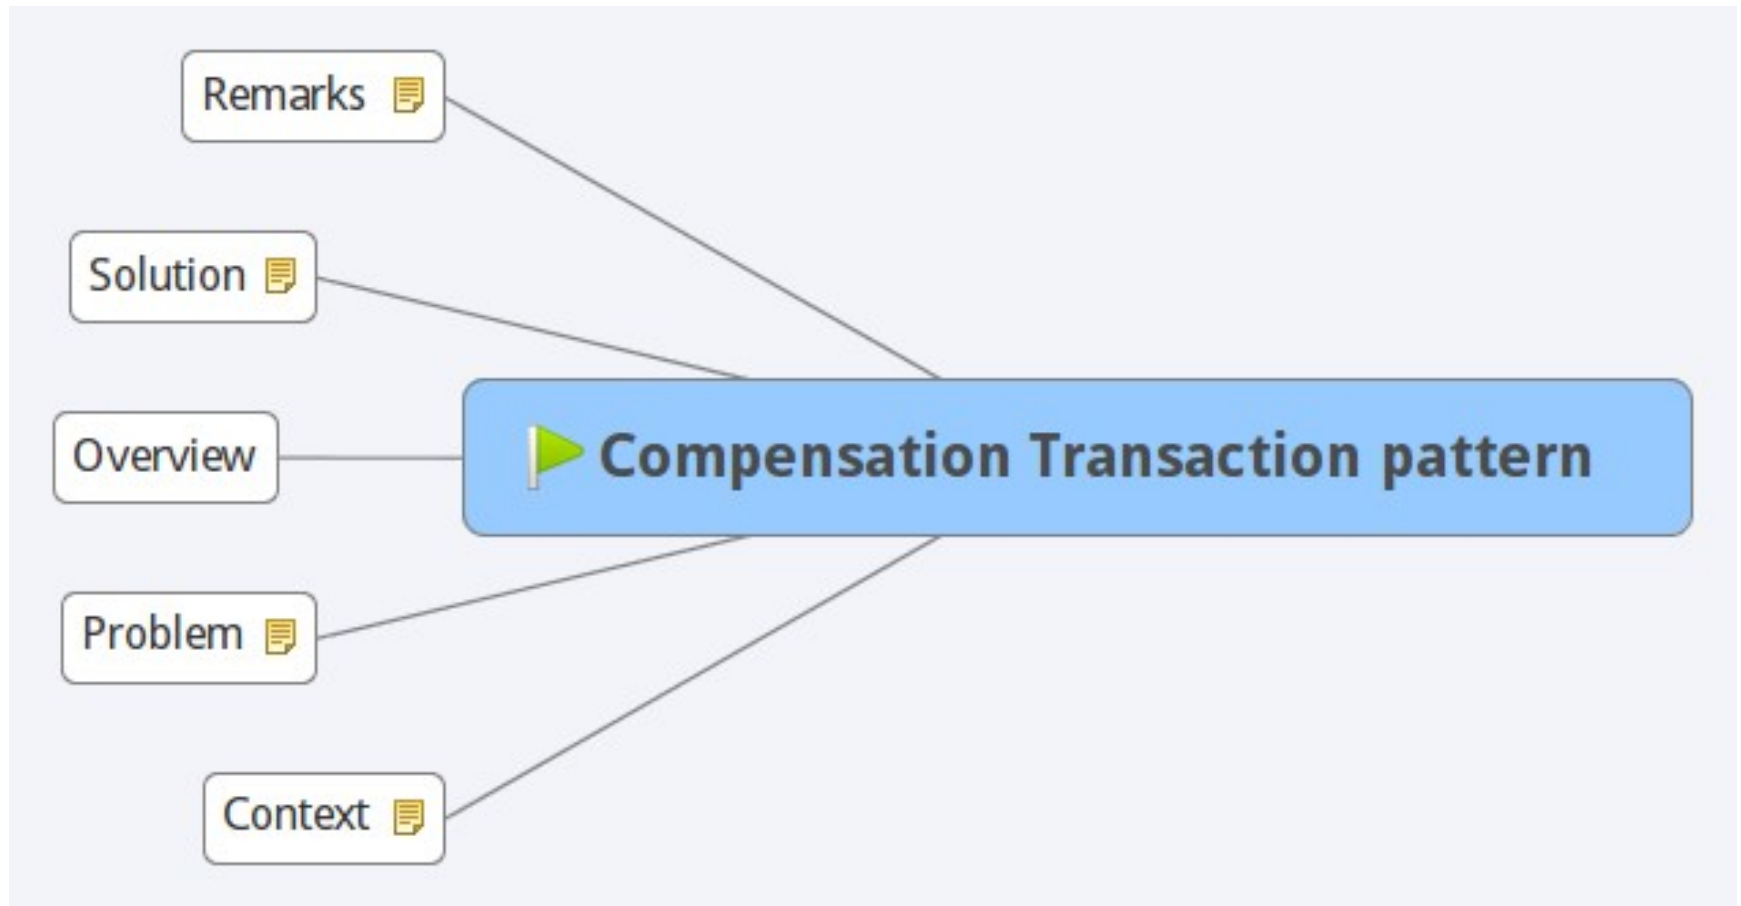 Remarks
Solution
Overview
Compensation Transaction pattern
Problem
Context